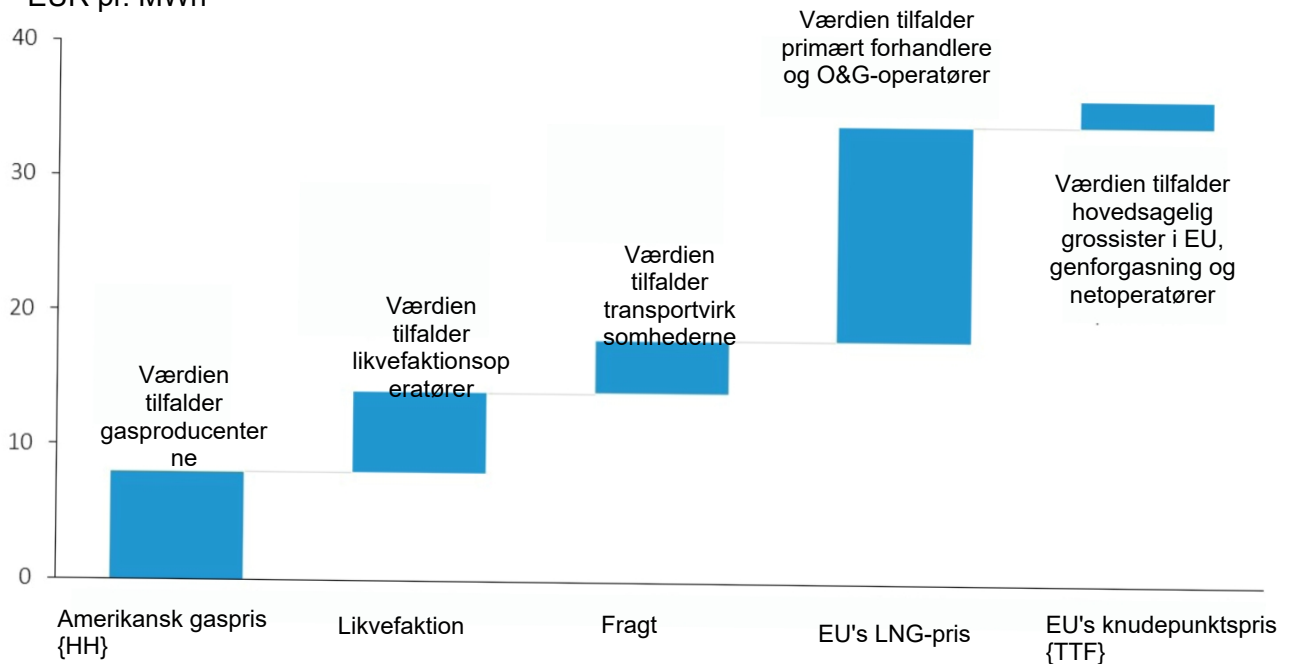 EUR pr. MWh
40
30
20
10
0
Værdien
tilfalder
gasproducenter
ne
Værdien
tilfalder
likvefaktionsop
eratører
Værdien
tilfalder
transportvirk
somhederne
Værdien tilfalder
primært forhandlere
og O&G-operatører
Værdien tilfalder
hovedsagelig
grossister i EU,
genforgasning og
netoperatører
Amerikansk gaspris
{HH}
Likvefaktion
Fragt
EU's LNG-pris
EU's knudepunktspris
{TTF}